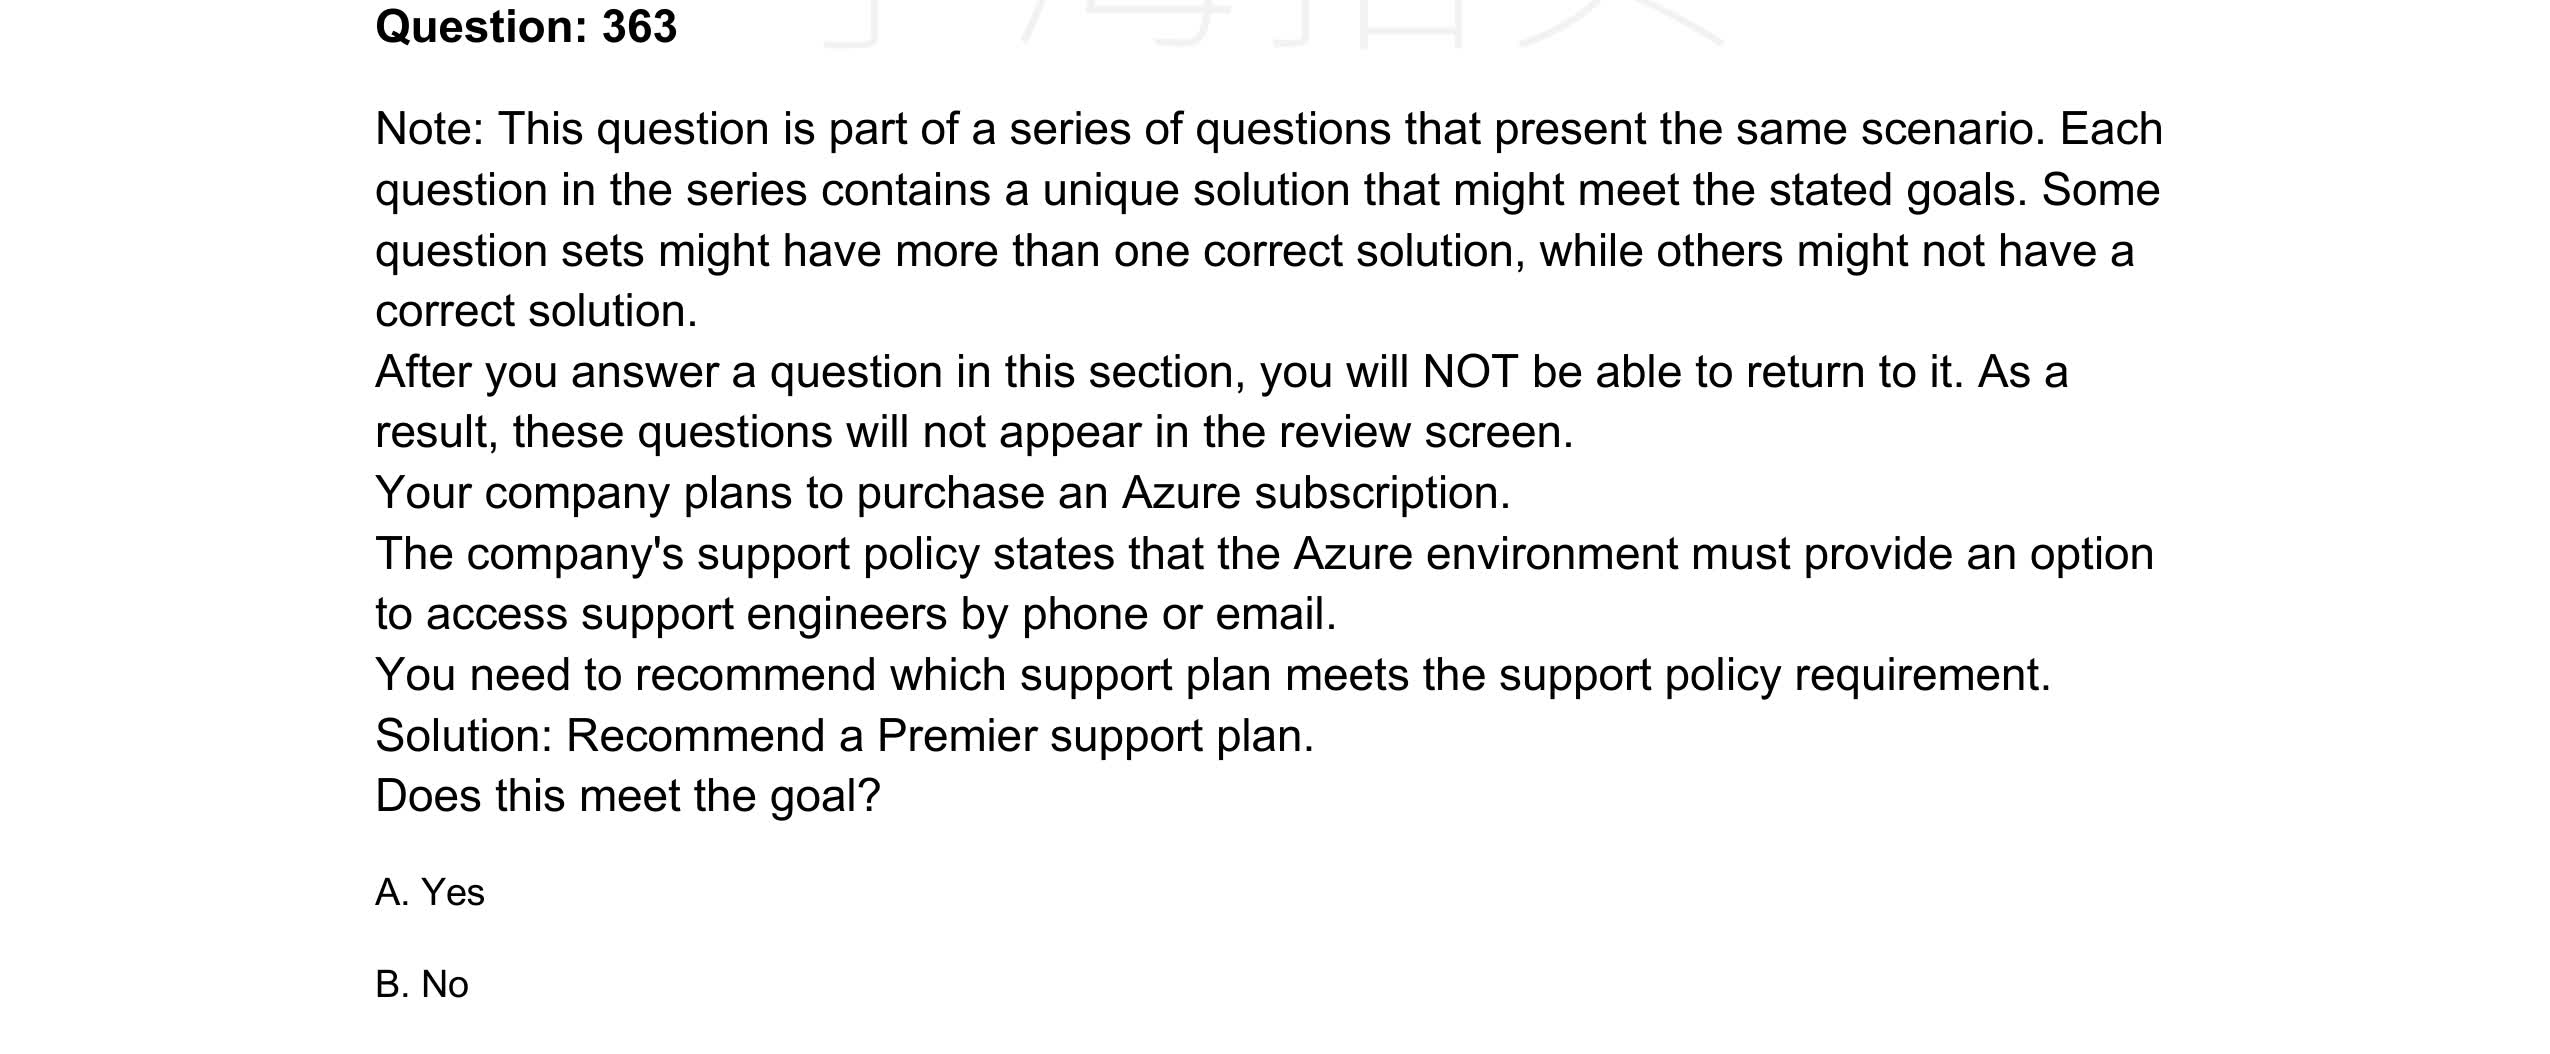 Question: 363
Note: This question is part of a series of questions that present the same scenario. Each
question in the series contains a unique solution that might meet the stated goals. Some
question sets might have more than one correct solution, while others might not have a
correct solution.
After you answer a question in this section, you will NOT be able to return to it. As a
result, these questions will not appear in the review screen.
Your company plans to purchase an Azure subscription.
The company's support policy states that the Azure environment must provide an option
to access support engineers by phone or email.
You need to recommend which support plan meets the support policy requirement.
Solution: Recommend a Premier support plan.
Does this meet the goal?
A. Yes
B. No